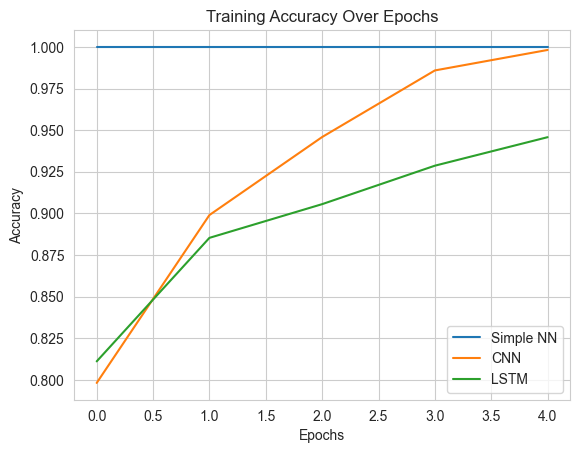 Training Accuracy Over Epochs
Accuracy
1.000
0.975
0.950
0.925
0.900
0.875
0.850
0.825
0.800
Simple NN
CNN
LSTM
0.0 0.5 1.0 1.5 2.0 2.5 3.0 3.5 4.0
Epochs